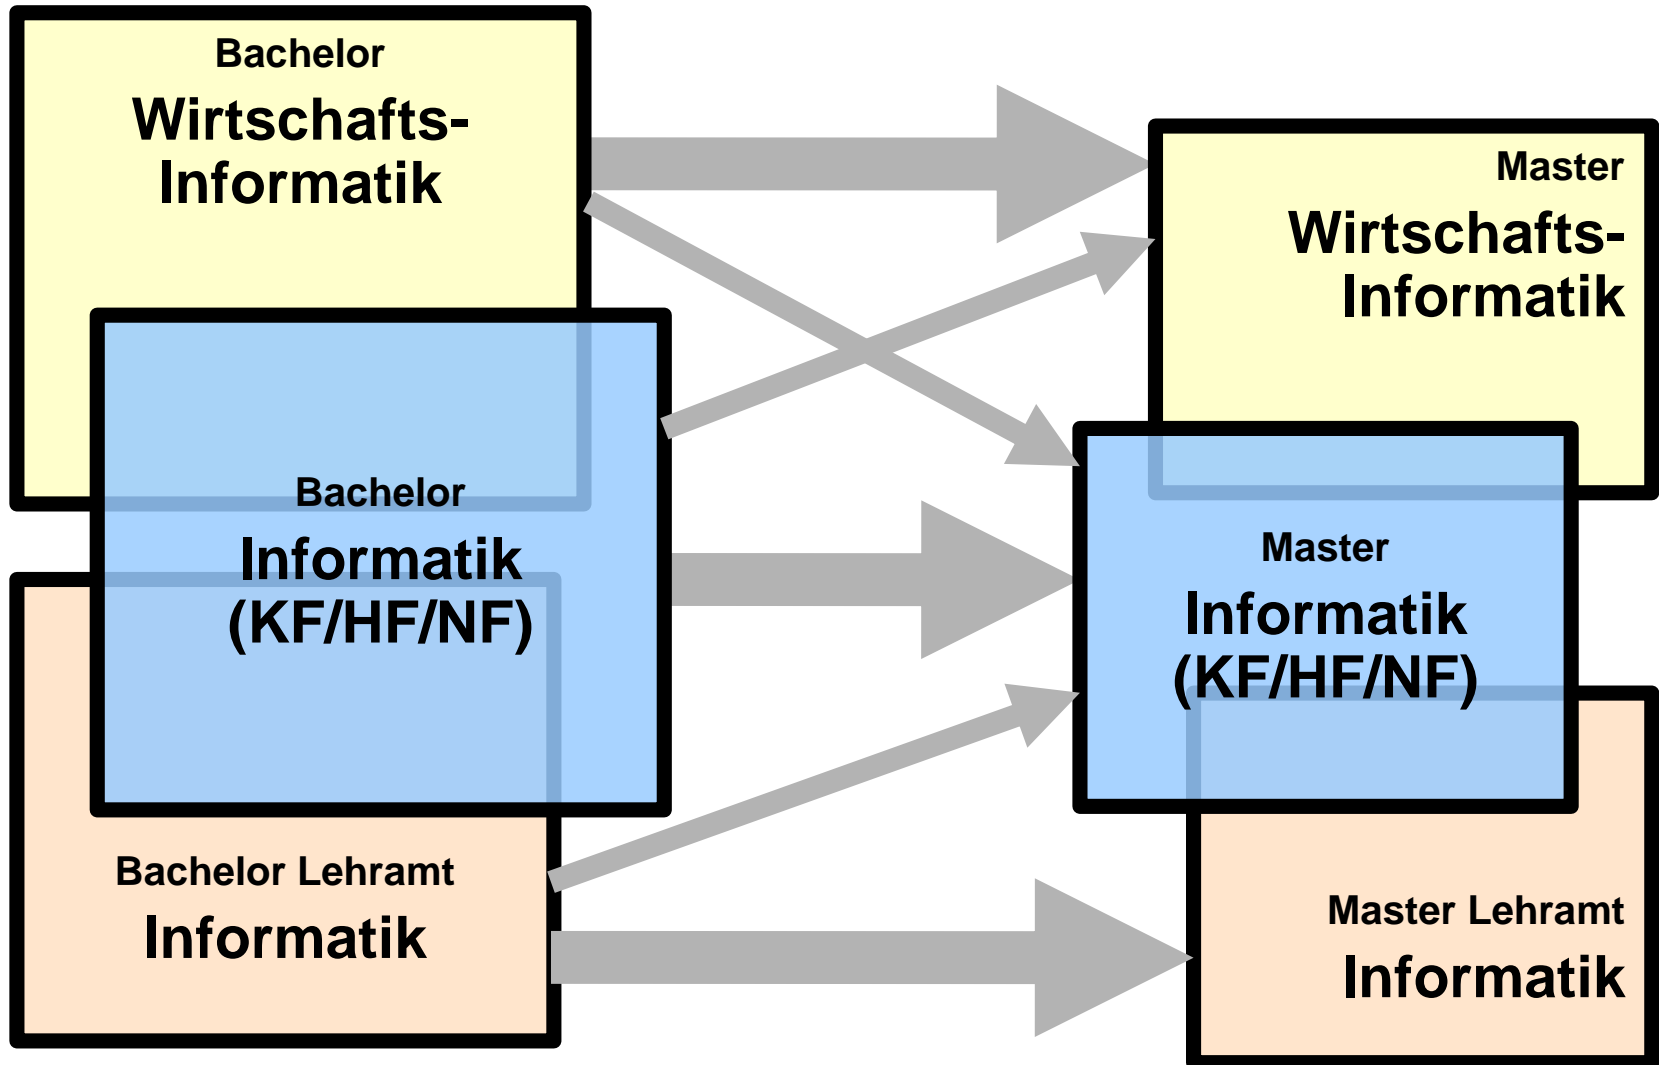 Bachelor
Wirtschafts-
Informatik
Bachelor
Informatik
(KF/HF/NF)
Bachelor Lehramt
Informatik
Master
Wirtschafts-
Informatik
Master
Informatik
(KF/HF/NF)
Master Lehramt
Informatik